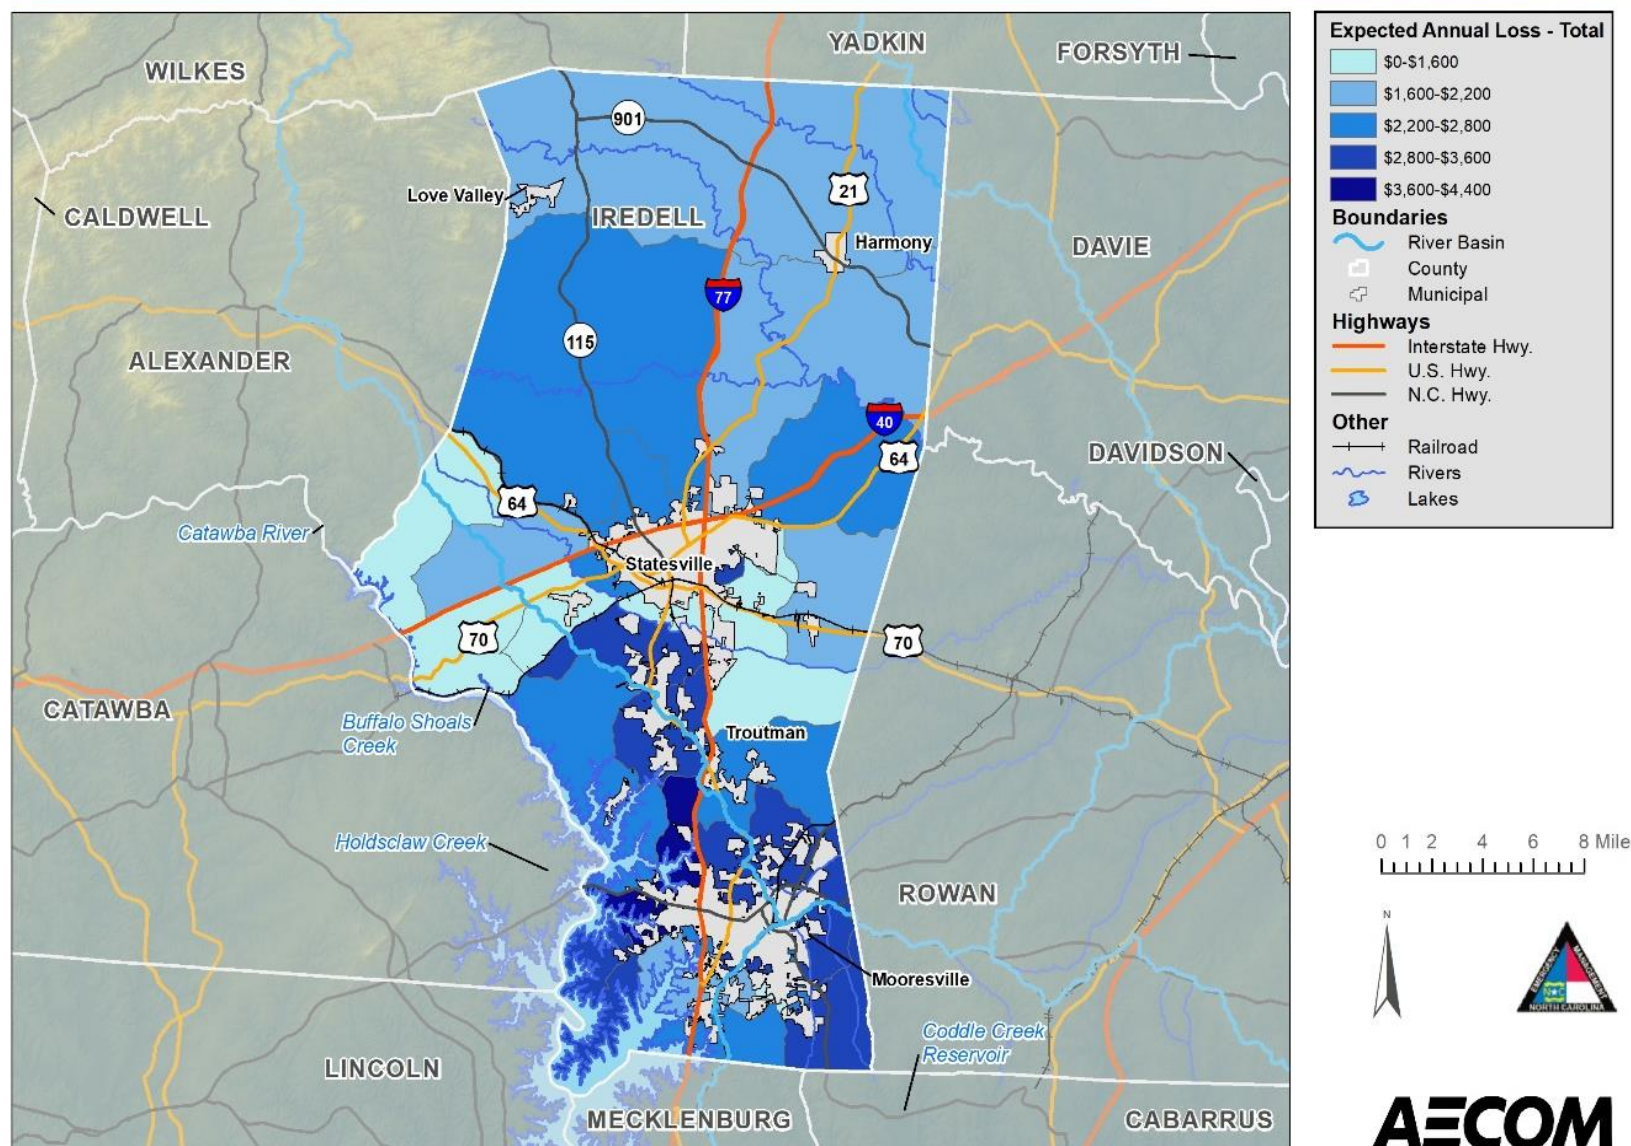 WILKES
YADKIN
FORSYTH
901
Love Valley
21
CALDWELL
IREDELL
Harmony
DAVIE
77
115
ALEXANDER
40
64
DAVIDSON
64
Catawba River
Statesville
70
70
CATAWBA
Buffalo Shoals
Creek
Troutman
Holdsclaw Creek
ROWAN
Mooresville
Coddle Creek
Reservoir
LINCOLN
MECKLENBURG
CABARRUS
Expected Annual Loss - Total
$0-$1,600
$1,600-$2,200
$2,200-$2,800
$2,800-$3,600
$3,600-$4,400
Boundaries
River Basin
County
Municipal
Highways
Interstate Hwy.
U.S. Hwy.
N.C. Hwy.
Other
Railroad
Rivers
Lakes
0 1 2 4 6 8 Mile
N
EMERGENCY
MANAGEMENT
NORTH CAROLINA
AECOM